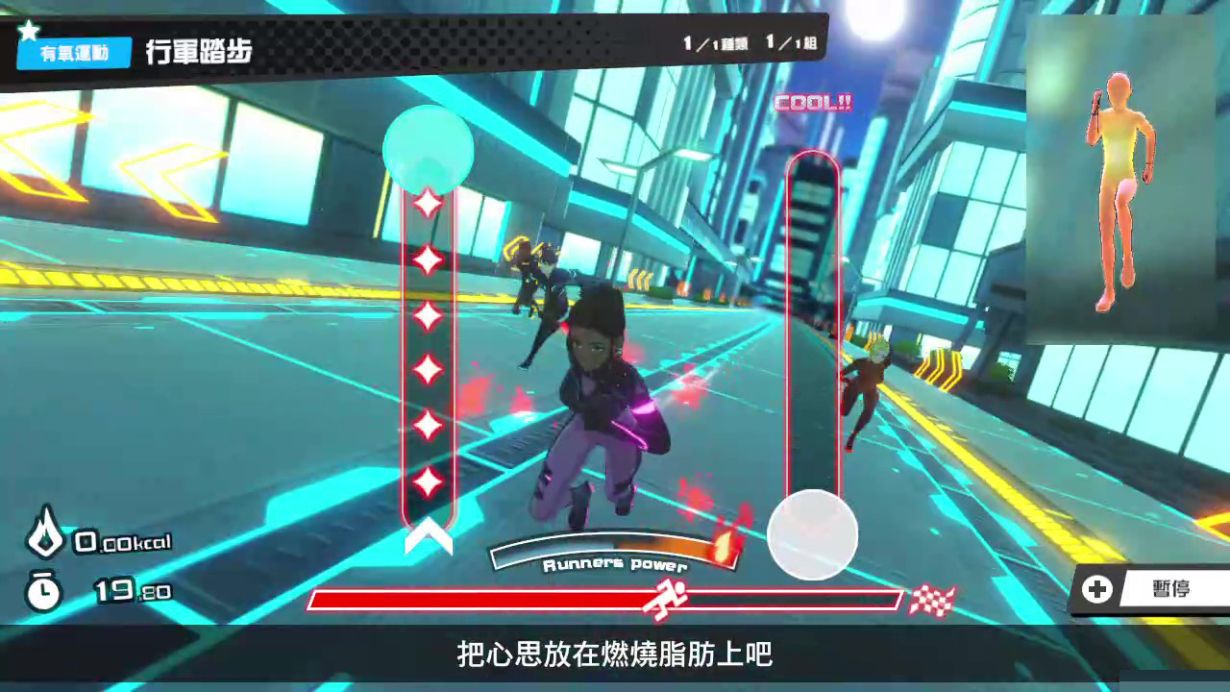 有氧運動
行軍踏步
1/1種類 1/1組
COOL!!
0.00kcal
19.80
Runners power
暫停
把心思放在燃燒脂肪上吧